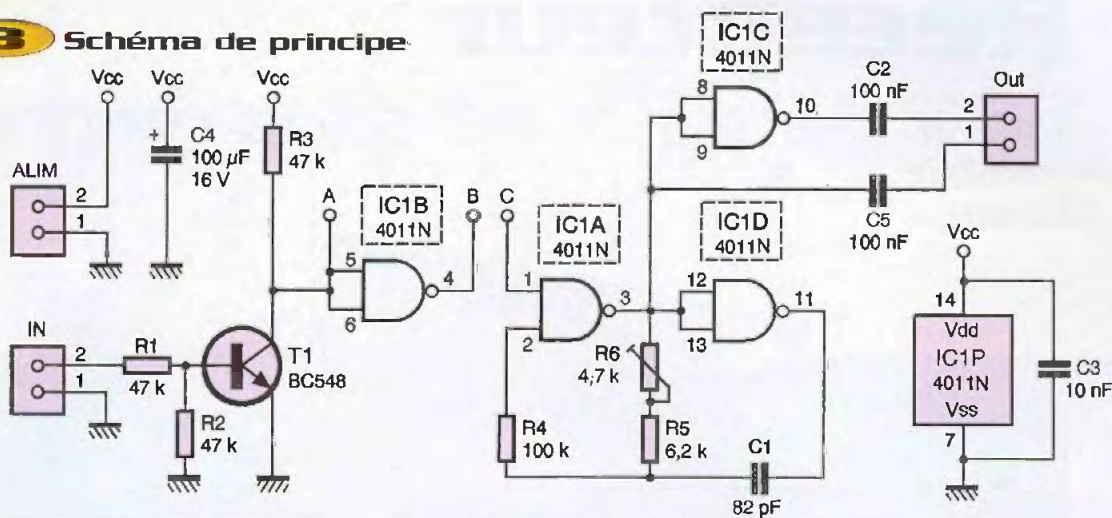 3 Schéma de principe
Vcc
Vcc
Vcc
+
C4
100 µF
16 V
R3
47 k
ALIM
2
1
A
IC1B
4011N
B
C
5
6
4
IN
2
1
R1
47 k
R2
47 k
T1
BC548
IC1A
4011N
1
2
3
R4
100 k
R6
4,7 k
R5
6,2 k
C1
82 pF
IC1C
4011N
8
9
10
IC1D
4011N
12
13
11
C2
100 nF
C5
100 nF
Out
2
1
Vcc
14
Vdd
IC1P
4011N
Vss
7
C3
10 nF